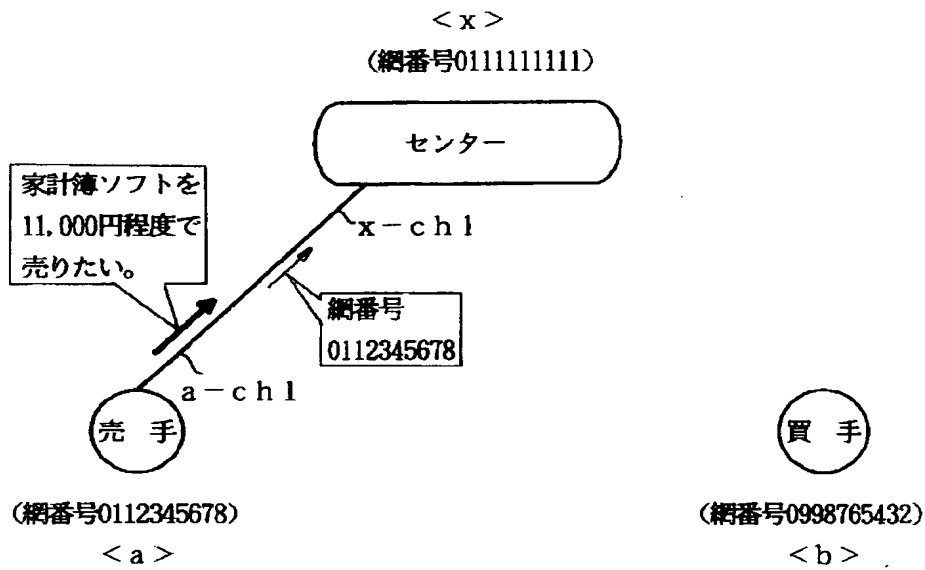 ＜ｘ＞
（網番号0111111111）
センター
家計簿ソフトを
11,000円程度で
売りたい。
ｘ－ｃｈ１
網番号
0112345678
ａ－ｃｈ１
売　手
買　手
（網番号0112345678）
（網番号0998765432）
＜ａ＞
＜ｂ＞